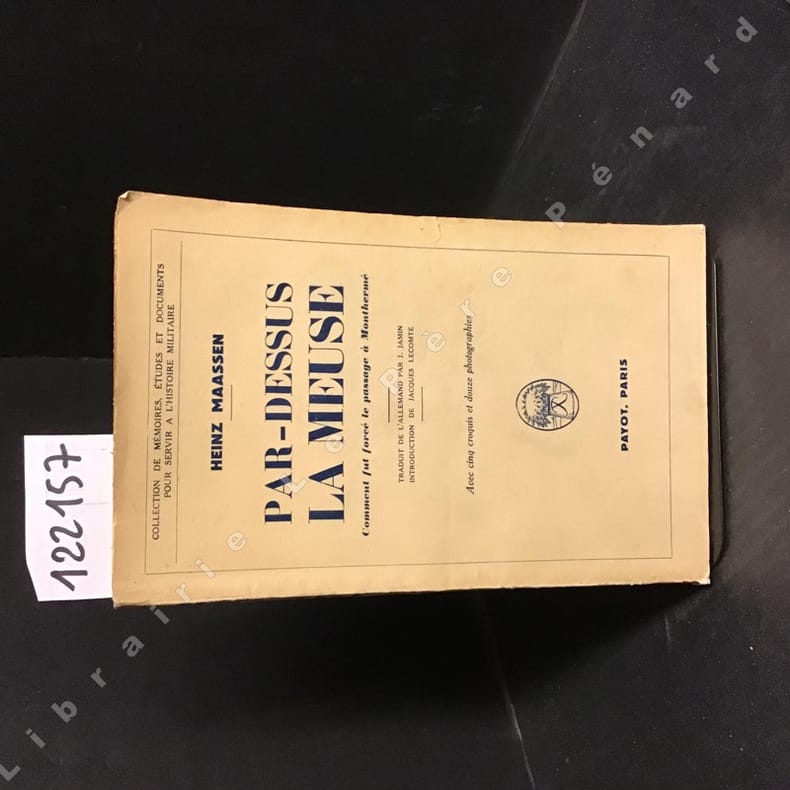 COLLECTION DE MÉMOIRES, ÉTUDES ET DOCUMENTS
POUR SERVIR A L'HISTOIRE MILITAIRE
HEINZ MAASSEN
PAR-DESSUS
LA MEUSE
Comment fut forcé le passage à Monthermé
TRADUIT DE L'ALLEMAND PAR J. JAMIN
INTRODUCTION DE JACQUES LECOMTE
Avec cinq croquis et douze photographies
PAYOT, PARIS
122157
Librairie Le Père Pénard